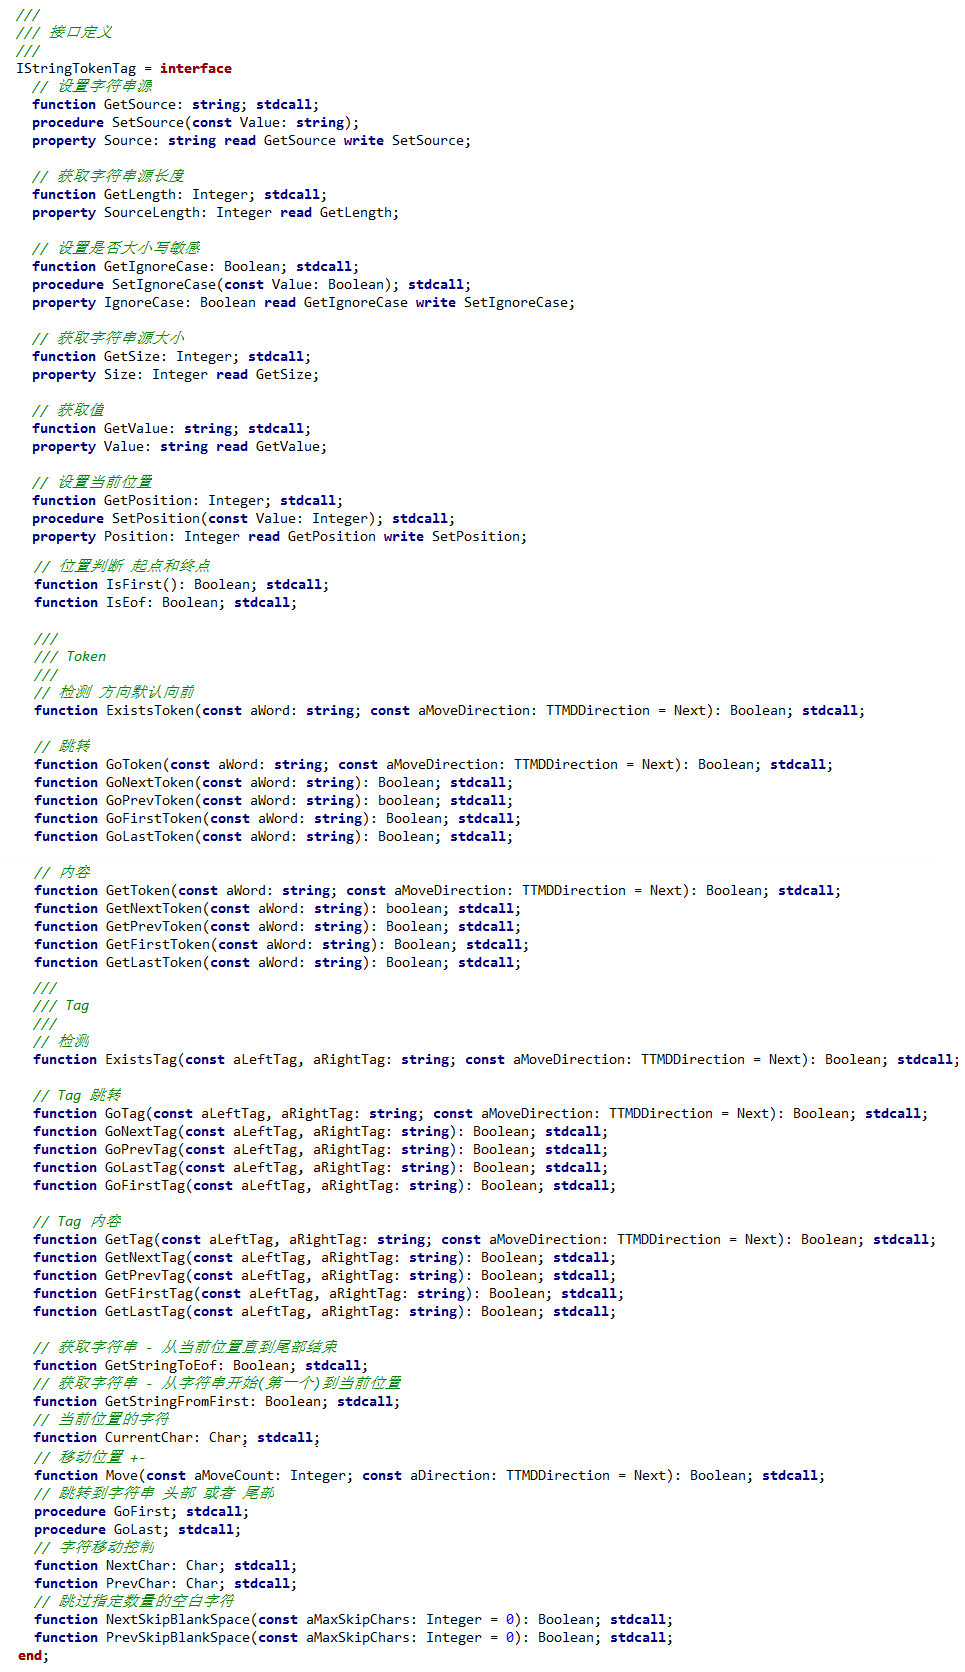 ///
/// 接口定义
///
IStringTokenTag = interface
// 设置字符串源
function GetSource: string; stdcall;
procedure SetSource(const Value: string);
property Source: string read GetSource write SetSource;
// 获取字符串源长度
function GetLength: Integer; stdcall;
property SourceLength: Integer read GetLength;
// 设置是否大小写敏感
function GetIgnoreCase: Boolean; stdcall;
procedure SetIgnoreCase(const Value: Boolean); stdcall;
property IgnoreCase: Boolean read GetIgnoreCase write SetIgnoreCase;
// 获取字符串源大小
function GetSize: Integer; stdcall;
property Size: Integer read GetSize;
// 获取值
function GetValue: string; stdcall;
property Value: string read GetValue;
// 设置当前位置
function GetPosition: Integer; stdcall;
procedure SetPosition(const Value: Integer); stdcall;
property Position: Integer read GetPosition write SetPosition;
// 位置判断 起点和终点
function IsFirst(): Boolean; stdcall;
function IsEof: Boolean; stdcall;
///
/// Token
///
// 检测 方向默认向前
function ExistsToken(const aWord: string; const aMoveDirection: TTMDDirection = Next): Boolean; stdcall;
// 跳转
function GoToken(const aWord: string; const aMoveDirection: TTMDDirection = Next): Boolean; stdcall;
function GoNextToken(const aWord: string): Boolean; stdcall;
function GoPrevToken(const aWord: string): boolean; stdcall;
function GoFirstToken(const aWord: string): Boolean; stdcall;
function GoLastToken(const aWord: string): Boolean; stdcall;
// 内容
function GetToken(const aWord: string; const aMoveDirection: TTMDDirection = Next): Boolean; stdcall;
function GetNextToken(const aWord: string): boolean; stdcall;
function GetPrevToken(const aWord: string): Boolean; stdcall;
function GetFirstToken(const aWord: string): Boolean; stdcall;
function GetLastToken(const aWord: string): Boolean; stdcall;
///
/// Tag
///
// 检测
function ExistsTag(const aLeftTag, aRightTag: string; const aMoveDirection: TTMDDirection = Next): Boolean; stdcall;
// Tag 跳转
function GoTag(const aLeftTag, aRightTag: string; const aMoveDirection: TTMDDirection = Next): Boolean; stdcall;
function GoNextTag(const aLeftTag, aRightTag: string): Boolean; stdcall;
function GoPrevTag(const aLeftTag, aRightTag: string): Boolean; stdcall;
function GoLastTag(const aLeftTag, aRightTag: string): Boolean; stdcall;
function GoFirstTag(const aLeftTag, aRightTag: string): Boolean; stdcall;
// Tag 内容
function GetTag(const aLeftTag, aRightTag: string; const aMoveDirection: TTMDDirection = Next): Boolean; stdcall;
function GetNextTag(const aLeftTag, aRightTag: string): Boolean; stdcall;
function GetPrevTag(const aLeftTag, aRightTag: string): Boolean; stdcall;
function GetFirstTag(const aLeftTag, aRightTag: string): Boolean; stdcall;
function GetLastTag(const aLeftTag, aRightTag: string): Boolean; stdcall;
// 获取字符串 - 从当前位置直到尾部结束
function GetStringToEof: Boolean; stdcall;
// 获取字符串 - 从字符串开始(第一个)到当前位置
function GetStringFromFirst: Boolean; stdcall;
// 当前位置的字符
function CurrentChar: Char; stdcall;
// 移动位置 +-
function Move(const aMoveCount: Integer; const aDirection: TTMDDirection = Next): Boolean; stdcall;
// 跳转到字符串 头部 或者 尾部
procedure GoFirst; stdcall;
procedure GoLast; stdcall;
// 字符移动控制
function NextChar: Char; stdcall;
function PrevChar: Char; stdcall;
// 跳过指定数量的空白字符
function NextSkipBlankSpace(const aMaxSkipChars: Integer = 0): Boolean; stdcall;
function PrevSkipBlankSpace(const aMaxSkipChars: Integer = 0): Boolean; stdcall;
end;